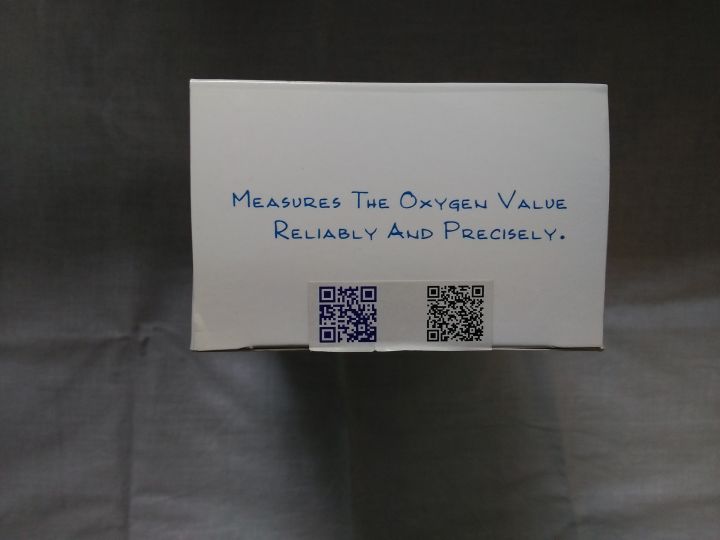 Measures The Oxygen Value
Reliably And Precisely.